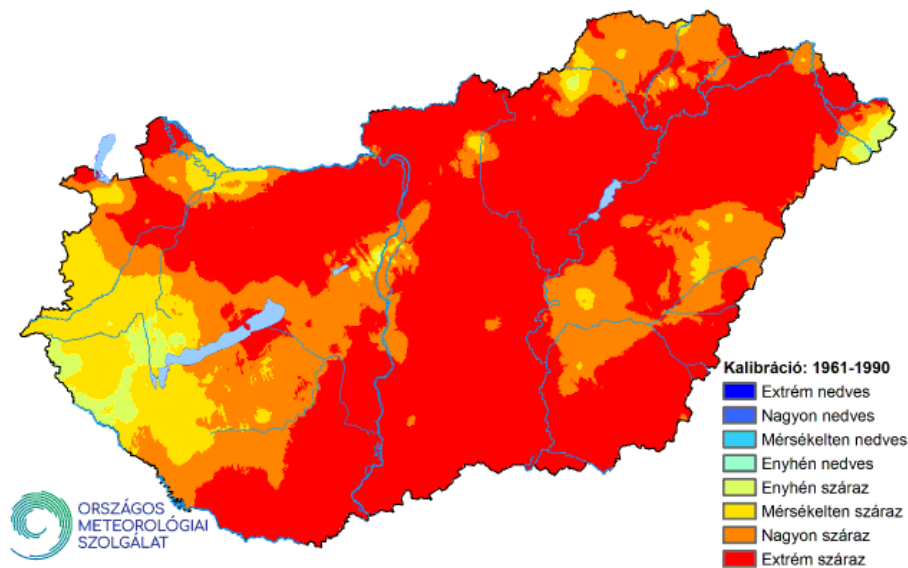 Kalibráció: 1961-1990
Extrém nedves
Nagyon nedves
Mérsékelten nedves
Enyhén nedves
Enyhén száraz
Mérsékelten száraz
Nagyon száraz
Extrém száraz
ORSZÁGOS
METEOROLÓGIAI
SZOLGÁLAT